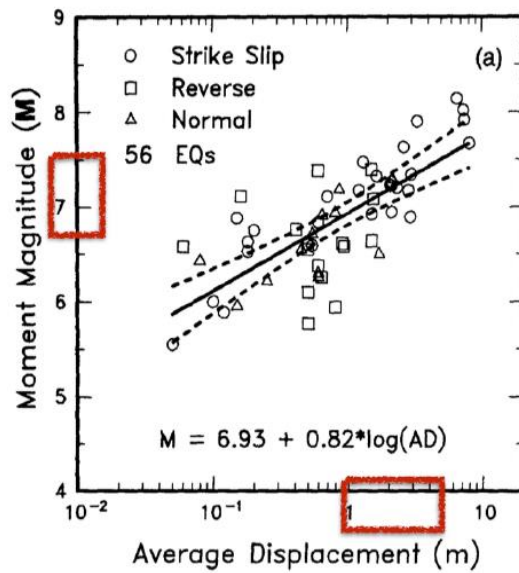 (a)
Strike Slip
Reverse
Normal
56 EQs
Moment Magnitude (M)
9
8
7
6
5
4
M = 6.93 + 0.82*log(AD)
10⁻² 10⁻¹ 1 10
Average Displacement (m)